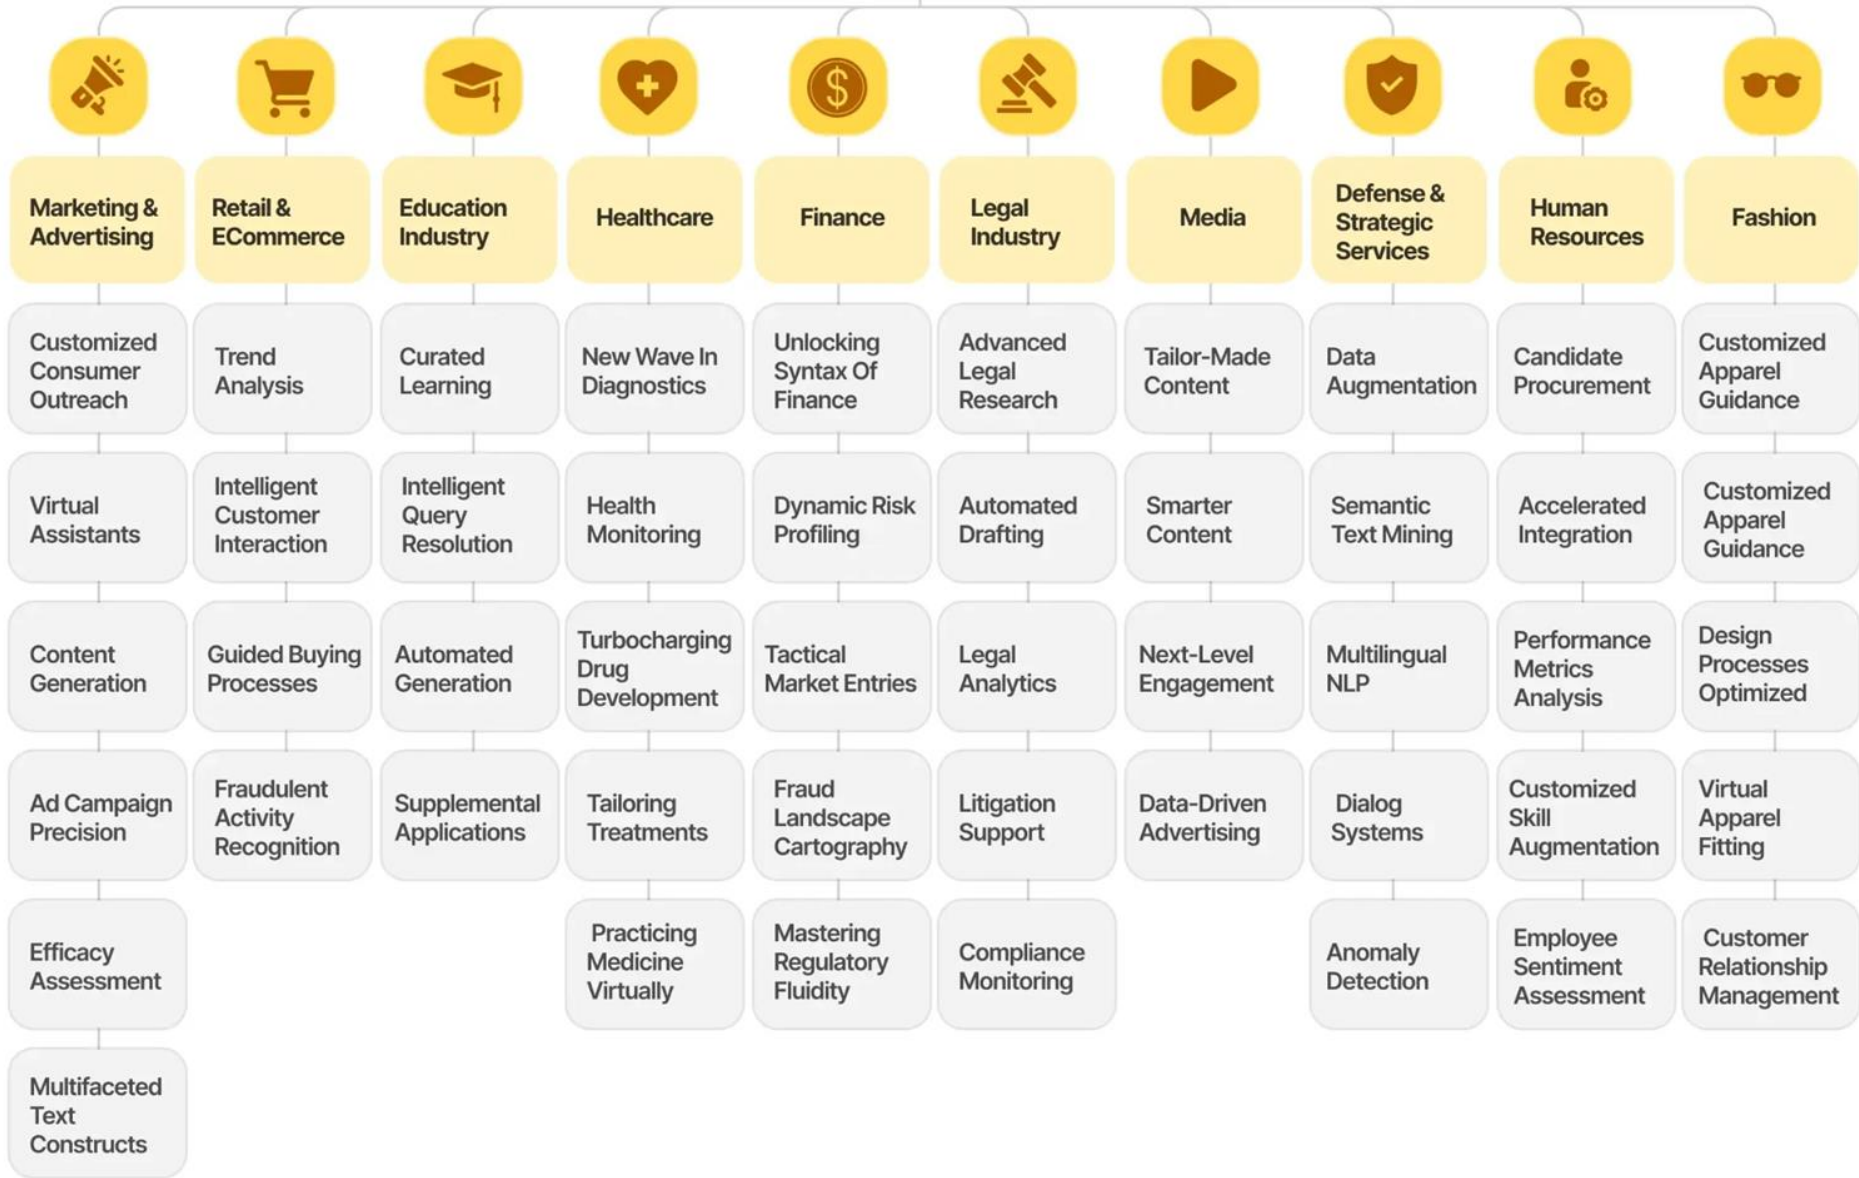 Marketing &
Advertising
Customized
Consumer
Outreach
Virtual
Assistants
Content
Generation
Ad Campaign
Precision
Efficacy
Assessment
Multifaceted
Text
Constructs
Retail &
ECommerce
Trend
Analysis
Intelligent
Customer
Interaction
Guided Buying
Processes
Fraudulent
Activity
Recognition
Education
Industry
Curated
Learning
Intelligent
Query
Resolution
Automated
Generation
Supplemental
Applications
Healthcare
New Wave In
Diagnostics
Health
Monitoring
Turbocharging
Drug
Development
Tailoring
Treatments
Practicing
Medicine
Virtually
$
Finance
Unlocking
Syntax Of
Finance
Dynamic Risk
Profiling
Tactical
Market Entries
Fraud
Landscape
Cartography
Mastering
Regulatory
Fluidity
Legal
Industry
Advanced
Legal
Research
Automated
Drafting
Legal
Analytics
Litigation
Support
Compliance
Monitoring
Media
Tailor-Made
Content
Smarter
Content
Next-Level
Engagement
Data-Driven
Advertising
Defense &
Strategic
Services
Data
Augmentation
Semantic
Text Mining
Multilingual
NLP
Dialog
Systems
Anomaly
Detection
Human
Resources
Candidate
Procurement
Accelerated
Integration
Performance
Metrics
Analysis
Customized
Skill
Augmentation
Employee
Sentiment
Assessment
Fashion
Customized
Apparel
Guidance
Customized
Apparel
Guidance
Design
Processes
Optimized
Virtual
Apparel
Fitting
Customer
Relationship
Management